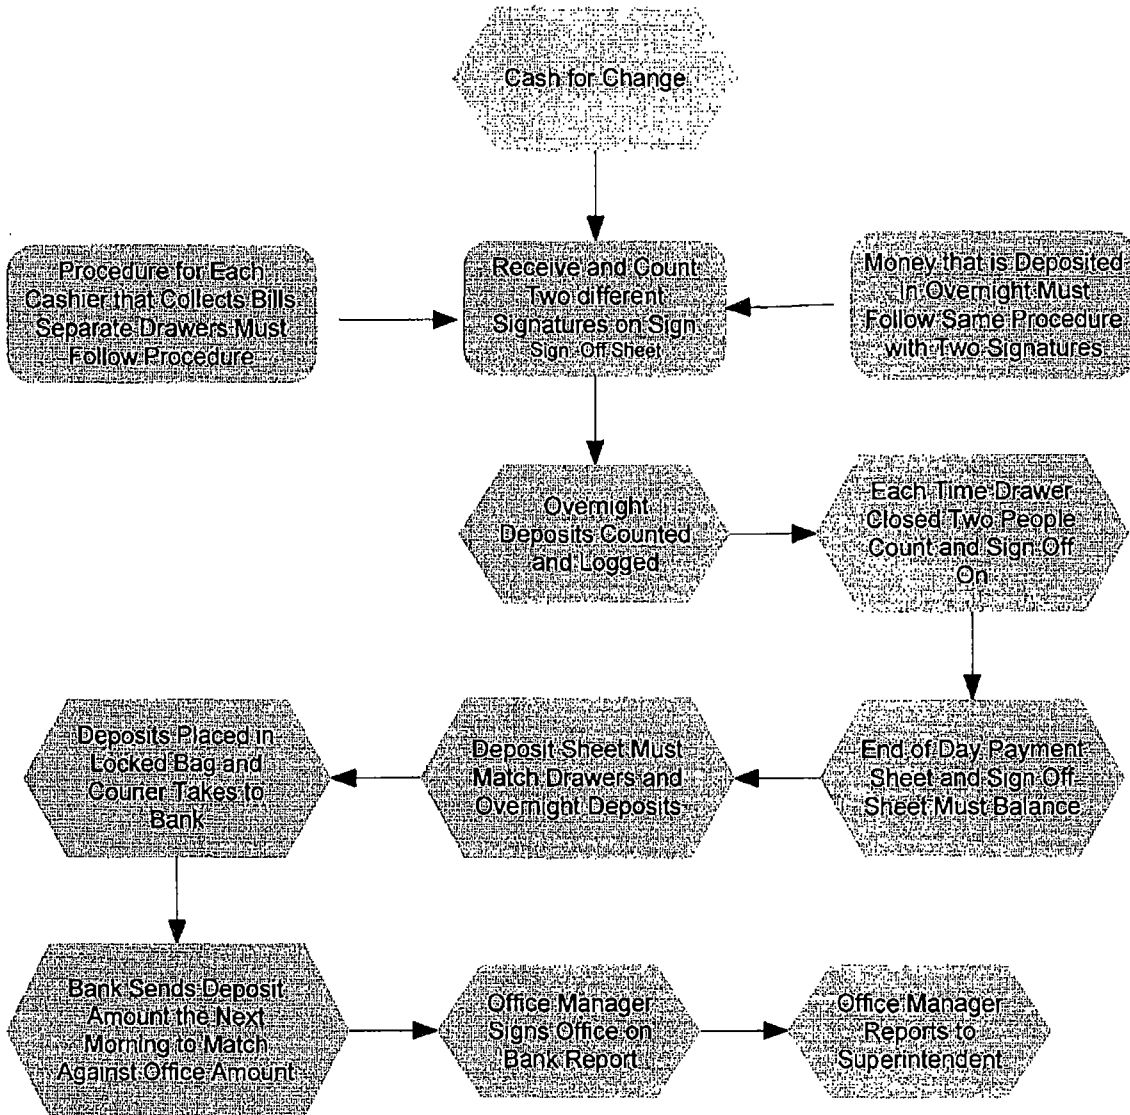 Cash for Change
Procedure for Each
Cashier that Collects Bills
Separate Drawers Must
Follow Procedure
Receive and Count
Two different
Signatures on Sign
Sign -Off Sheet
Money that is Deposited
in Overnight Must
Follow Same Procedure
with Two Signatures
Overnight
Deposits Counted
and Logged
Each Time Drawer
Closed Two People
Count and Sign Off
On
Deposits Placed in
Locked Bag and
Courier Takes to
Bank
Deposit Sheet Must
Match Drawers and
Overnight Deposits
End of Day Payment
Sheet and Sign Off
Sheet Must Balance
Bank Sends Deposit
Amount the Next
Morning to Match
Against Office Amount
Office Manager
Signs Office on
Bank Report
Office Manager
Reports to
Superintendent